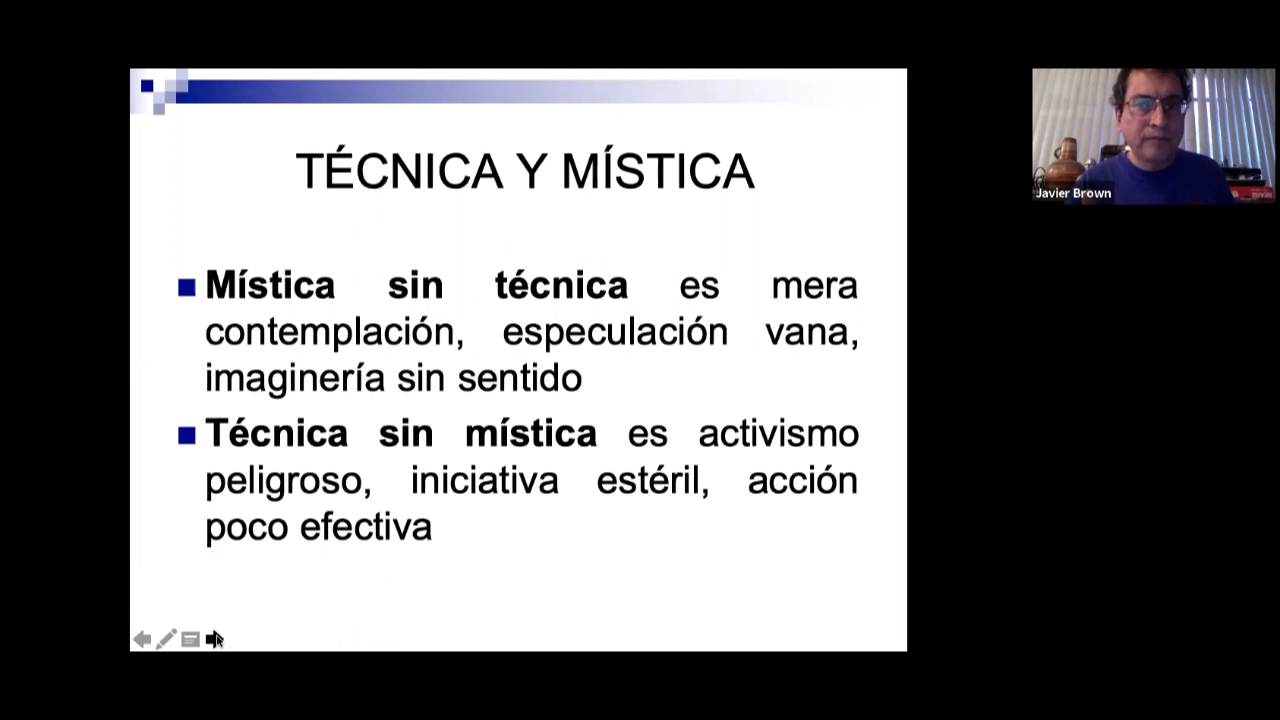 TÉCNICA Y MÍSTICA
Mística sin técnica es mera
contemplación, especulación vana,
imaginería sin sentido
Técnica sin mística es activismo
peligroso, iniciativa estéril, acción
poco efectiva
Javier Brown